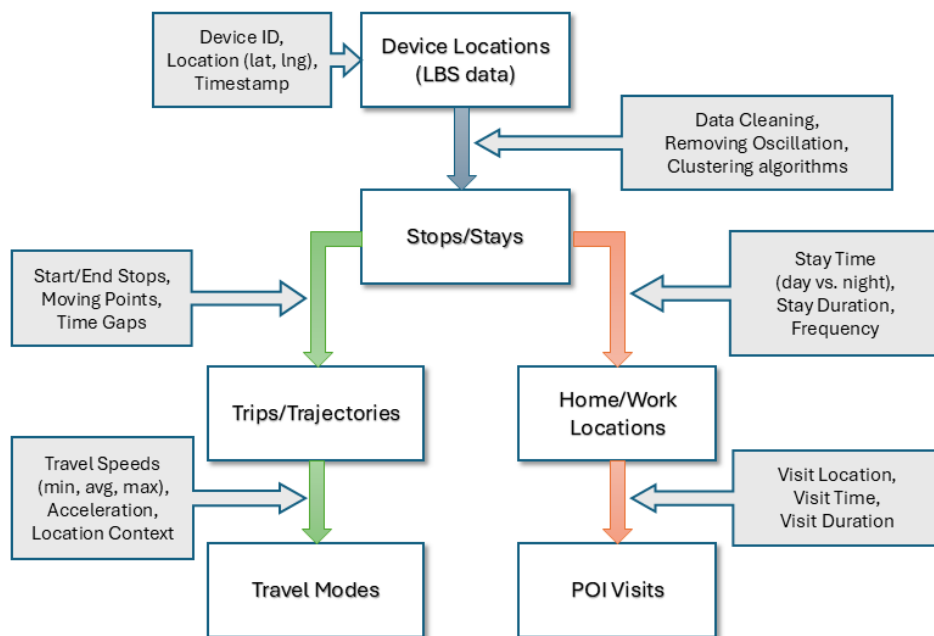 Device ID,
Location (lat, lng),
Timestamp
Device Locations
(LBS data)
Data Cleaning,
Removing Oscillation,
Clustering algorithms
Stops/Stays
Start/End Stops,
Moving Points,
Time Gaps
Stay Time
(day vs. night),
Stay Duration,
Frequency
Trips/Trajectories
Home/Work
Locations
Travel Speeds
(min, avg, max),
Acceleration,
Location Context
Visit Location,
Visit Time,
Visit Duration
Travel Modes
POI Visits